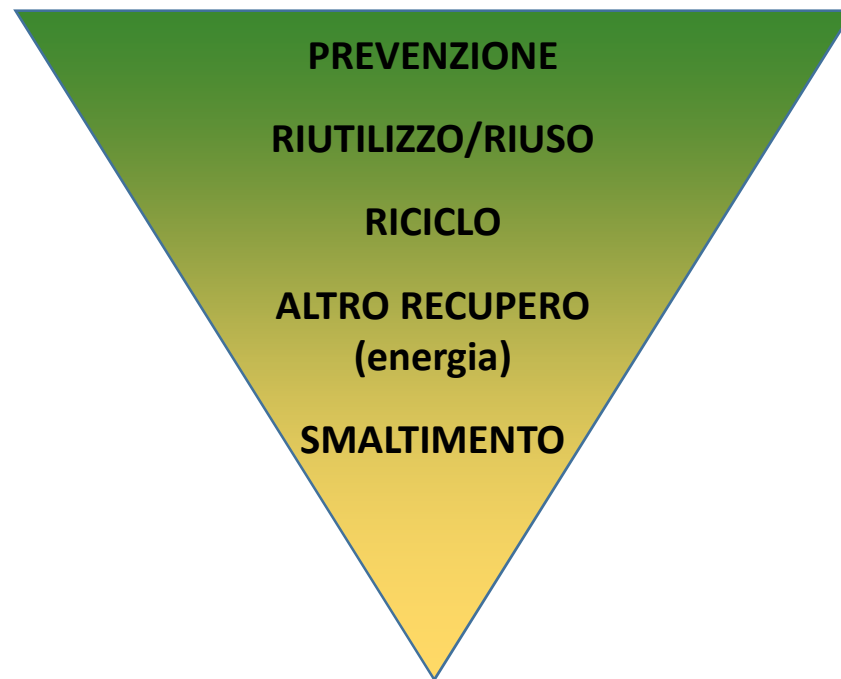 PREVENZIONE
RIUTILIZZO/RIUSO
RICICLO
ALTRO RECUPERO
(energia)
SMALTIMENTO